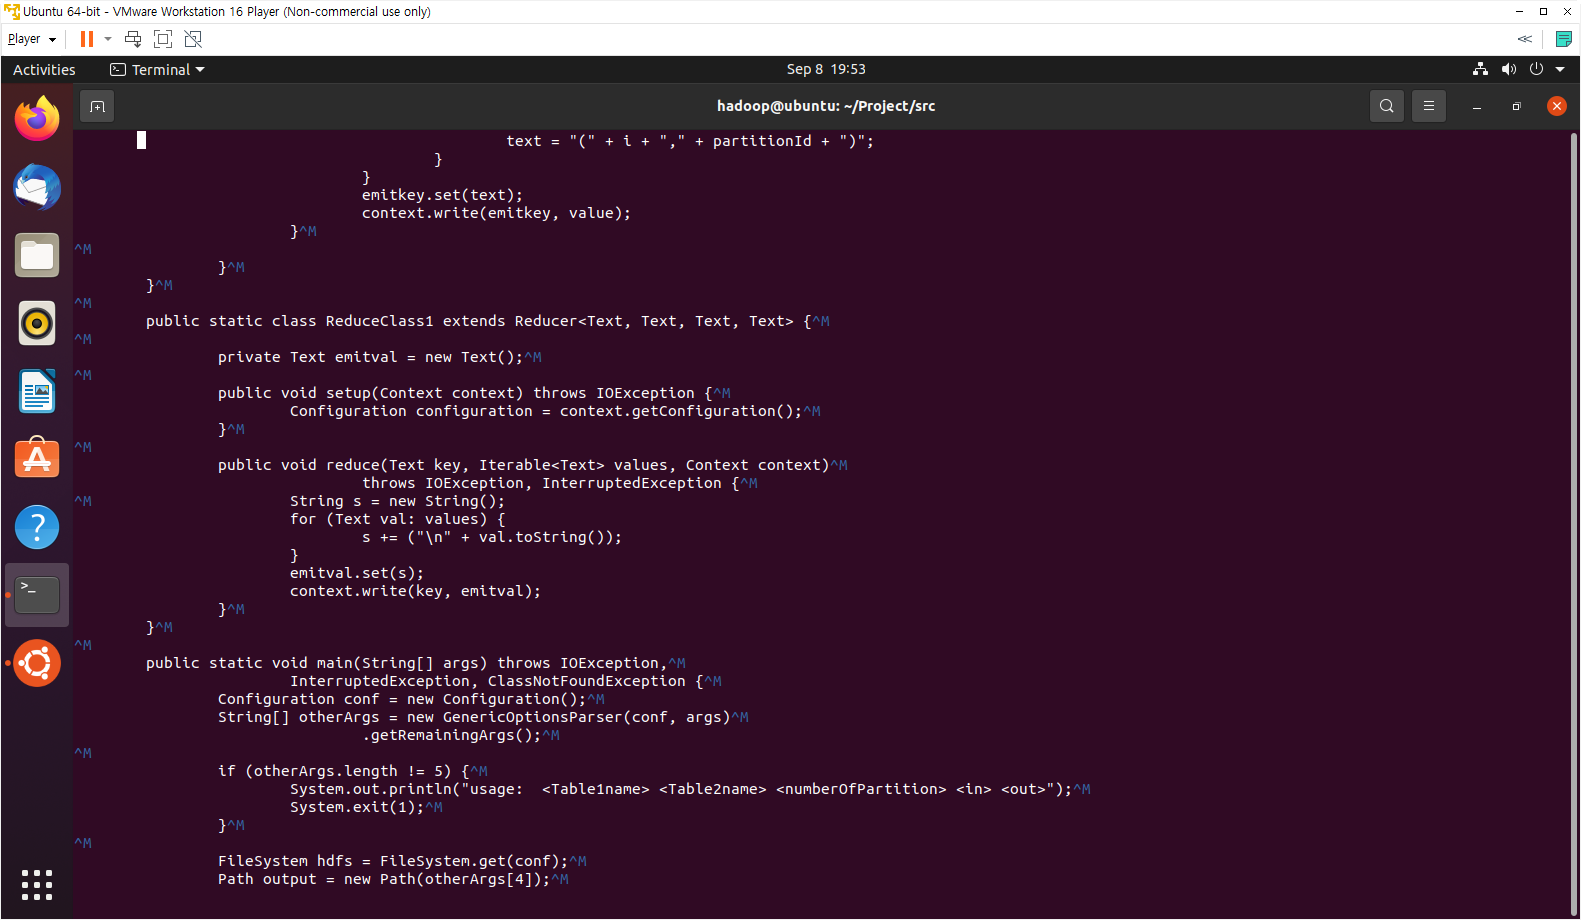 Ubuntu 64-bit - VMware Workstation 16 Player (Non-commercial use only)
Player
Activities
Terminal
Sep 8 19:53
hadoop@ubuntu: ~/Project/src
text = "(" + i + "," + partitionId + ")";
}
}
emitkey.set(text);
context.write(emitkey, value);
}^M
^M
}^M
}^M
^M
public static class ReduceClass1 extends Reducer<Text, Text, Text, Text> {^M
^M
private Text emitval = new Text();^M
^M
public void setup(Context context) throws IOException {^M
Configuration configuration = context.getConfiguration();^M
}^M
^M
public void reduce(Text key, Iterable<Text> values, Context context)^M
throws IOException, InterruptedException {^M
^M String s = new String();
for (Text val: values) {
s += ("\n" + val.toString());
}
emitval.set(s);
context.write(key, emitval);
}^M
}^M
^M
public static void main(String[] args) throws IOException,^M
InterruptedException, ClassNotFoundException {^M
Configuration conf = new Configuration();^M
String[] otherArgs = new GenericOptionsParser(conf, args)^M
.getRemainingArgs();^M
^M
if (otherArgs.length != 5) {^M
System.out.println("usage:  <Table1name> <Table2name> <numberOfPartition> <in> <out>");^M
System.exit(1);^M
}^M
^M
FileSystem hdfs = FileSystem.get(conf);^M
Path output = new Path(otherArgs[4]);^M